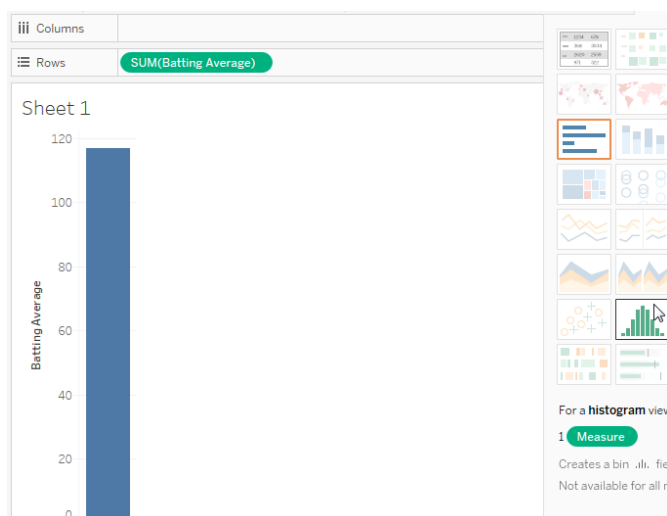 Columns
Rows
SUM(Batting Average)
Sheet 1
120
100
80
60
40
20
0
Batting Average
For a histogram view
1 Measure
Creates a bin
Not available for all